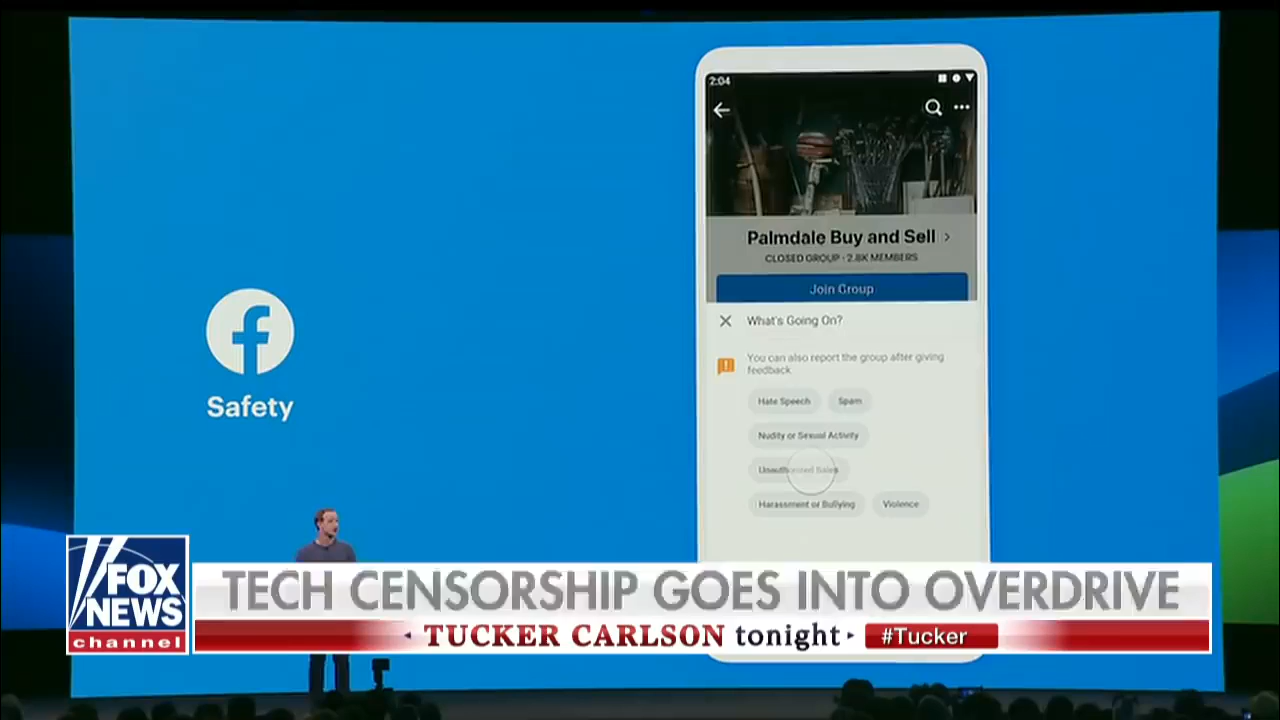 2:04
Palmdale Buy and Sell >
CLOSED GROUP · 2.8K MEMBERS
Join Group
What's Going On?
You can also report the group after giving
feedback
Hate Speech
Spam
Nudity or Sexual Activity
Unauthorized Sales
Harassment or Bullying
Violence
Safety
TECH CENSORSHIP GOES INTO OVERDRIVE
TUCKER CARLSON tonight
#Tucker
FOX
NEWS
channel